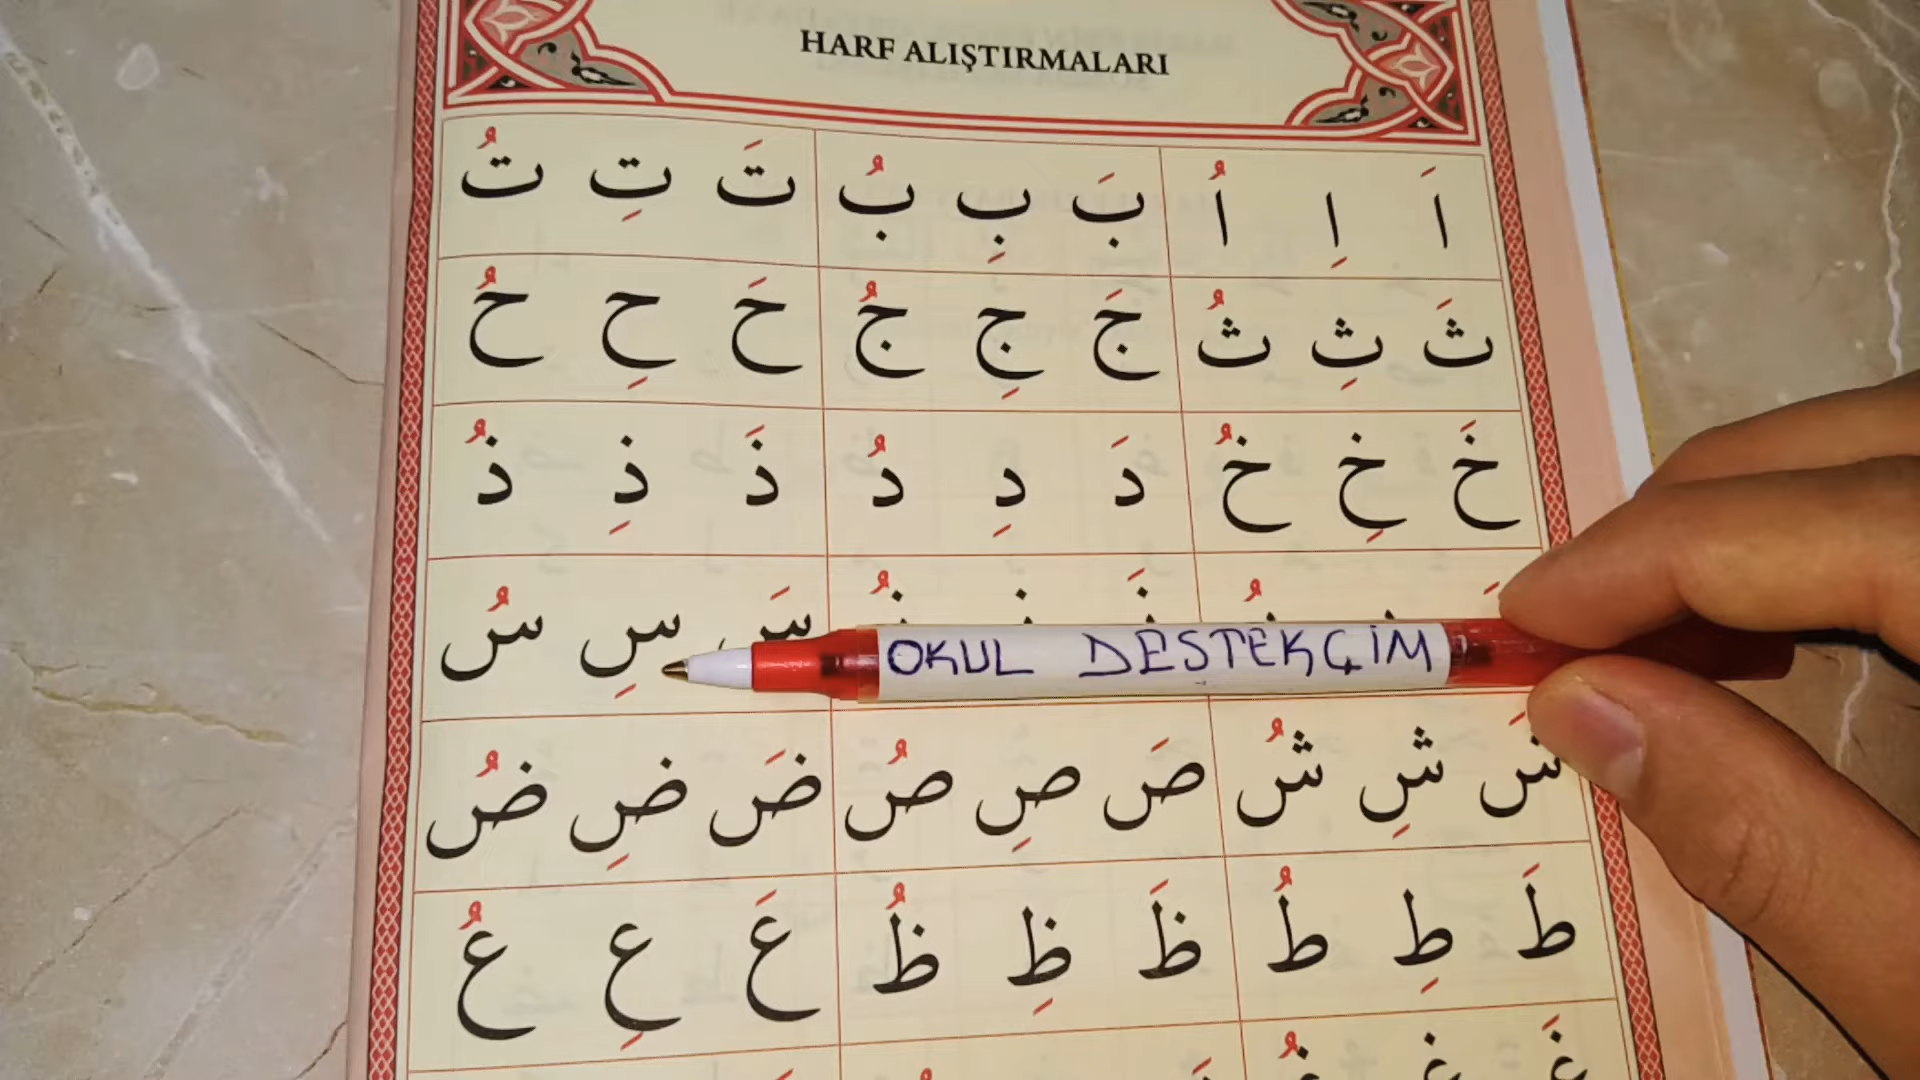 HARF ALIŞTIRMALARI
اَ اِ اُ بَ بِ بُ تَ تِ تُ
ثَ ثِ ثُ جَ جِ جُ حَ حِ حُ
خَ خِ خُ دَ دِ دُ ذَ ذِ ذُ
سَ سِ سُ
OKUL DESTEKÇİM
شَ شِ شُ صَ صِ صُ ضَ ضِ ضُ
طَ طِ طُ ظَ ظِ ظُ عَ عِ عُ